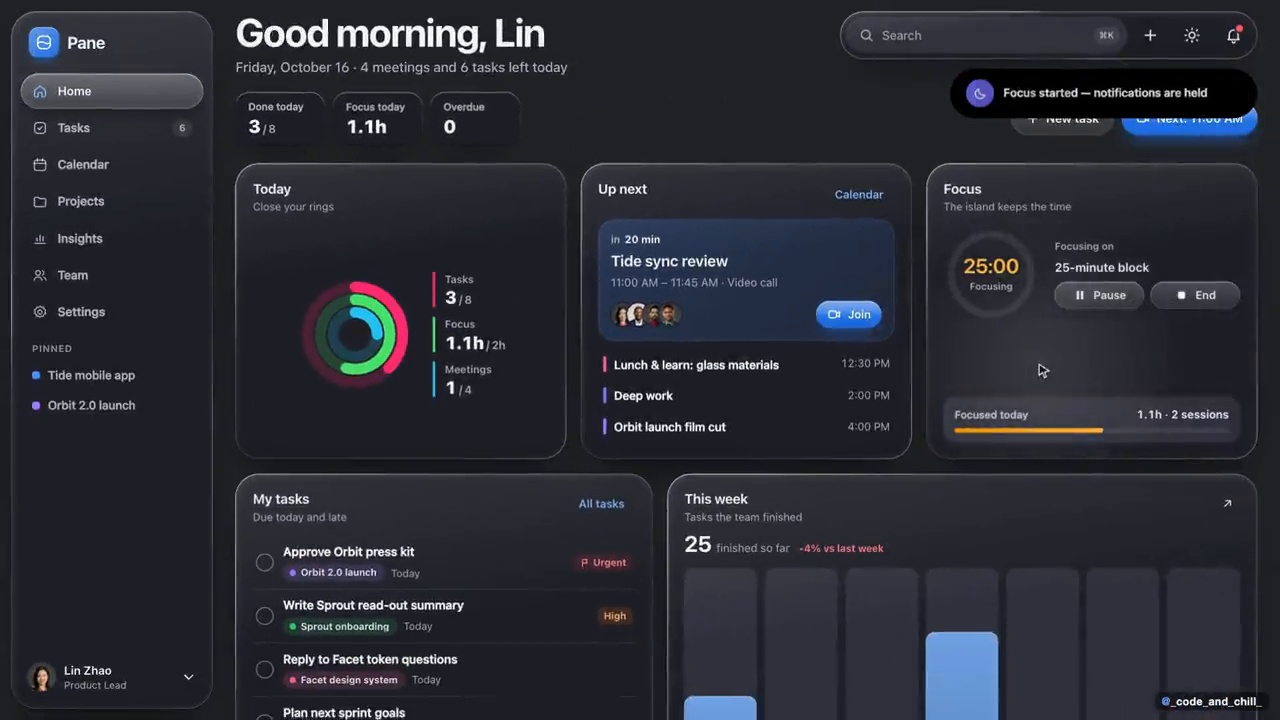 Pane
Home
Tasks 6
Calendar
Projects
Insights
Team
Settings
PINNED
Tide mobile app
Orbit 2.0 launch
Lin Zhao
Product Lead
Good morning, Lin
Friday, October 16 · 4 meetings and 6 tasks left today
Search ⌘K
Focus started — notifications are held
New task
Next: 11:00 AM
Done today
3 / 8
Focus today
1.1h
Overdue
0
Today
Close your rings
Tasks
3 / 8
Focus
1.1h / 2h
Meetings
1 / 4
Up next
Calendar
in 20 min
Tide sync review
11:00 AM – 11:45 AM · Video call
Join
Lunch & learn: glass materials 12:30 PM
Deep work 2:00 PM
Orbit launch film cut 4:00 PM
Focus
The island keeps the time
25:00
Focusing
Focusing on
25-minute block
Pause
End
Focused today 1.1h · 2 sessions
My tasks
Due today and late
All tasks
Approve Orbit press kit
Orbit 2.0 launch Today
Urgent
Write Sprout read-out summary
Sprout onboarding Today
High
Reply to Facet token questions
Facet design system Today
Plan next sprint goals
This week
Tasks the team finished
25 finished so far -4% vs last week
@_code_and_chill_